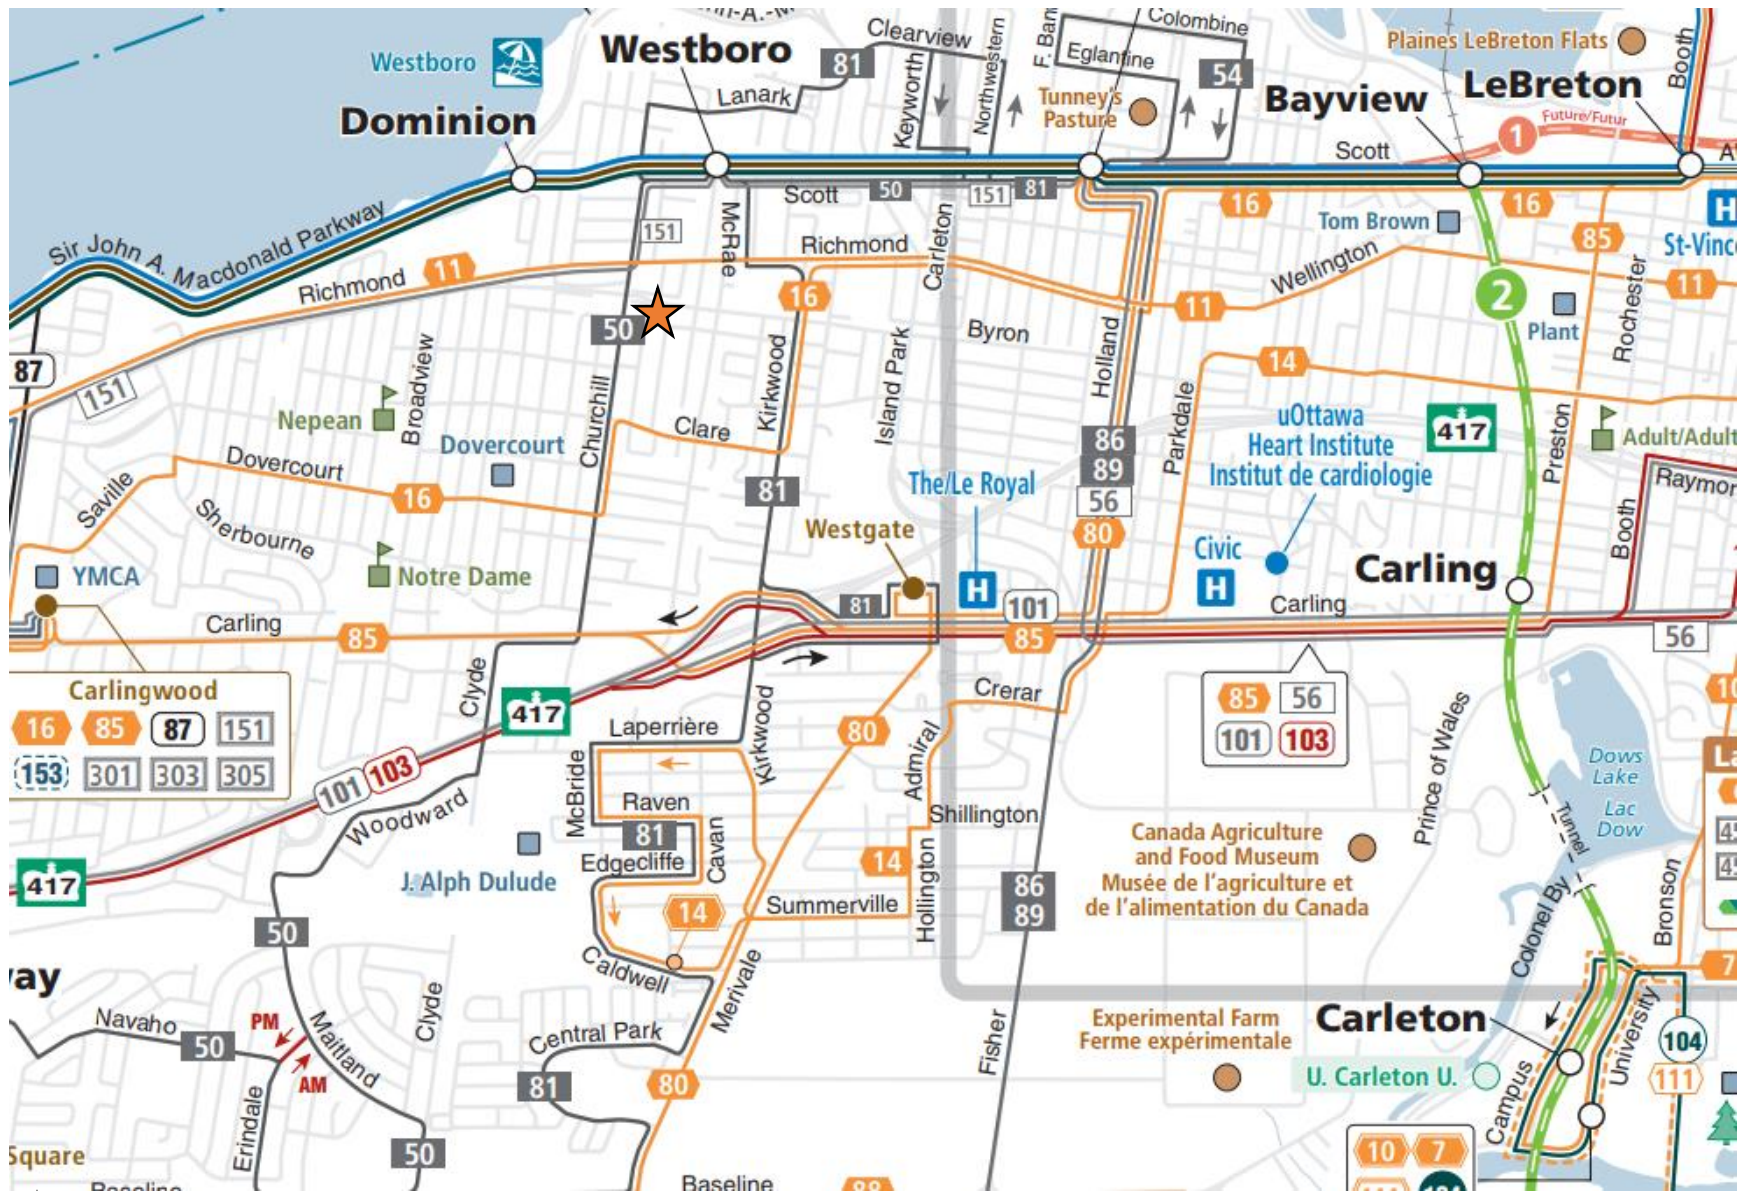 Westboro
Dominion
Westboro
81
Lanark
Clearview
Keyworth
Northwestern
Colombine
Eglantine
Tunney's
Pasture
54
Bayview
LeBreton
Plaines LeBreton Flats
Booth
1
Future/Futur
Scott
Sir John A. Macdonald Parkway
Richmond
11
151
McRae
Scott
50
151
81
Richmond
Carleton
16
Tom Brown
16
85
H
Wellington
11
2
Plant
Rochester
11
87
151
50
16
Byron
Holland
14
Nepean
Broadview
Dovercourt
Churchill
Clare
Kirkwood
Island Park
86
89
56
80
Parkdale
uOttawa
Heart Institute
Institut de cardiologie
417
Preston
Adult/Adult
Saville
Dovercourt
16
Sherbourne
81
The/Le Royal
Westgate
Civic
H
H
Booth
YMCA
Notre Dame
Carling
81
101
Carling
Carling
85
85
56
Carlingwood
16 85 87 151
153 301 303 305
Clyde
417
101
103
Woodward
417
Laperrière
Kirkwood
McBride
Raven
81
Edgecliffe
Cavan
14
Caldwell
80
Crerar
Admiral
Shillington
14
Hollington
Summerville
Merivale
85 56
101 103
Prince of Wales
Dows
Lake
Lac
Dow
Tunnel
Canada Agriculture
and Food Museum
Musée de l'agriculture et
de l'alimentation du Canada
86
89
Colonel By
Bronson
7
J. Alph Dulude
50
Navaho
50
PM
AM
Maitland
Clyde
Erindale
50
Central Park
81
80
Fisher
Experimental Farm
Ferme expérimentale
Carleton
U. Carleton U.
Campus
University
104
111
10 7
Square
Baseline
Baseline
88